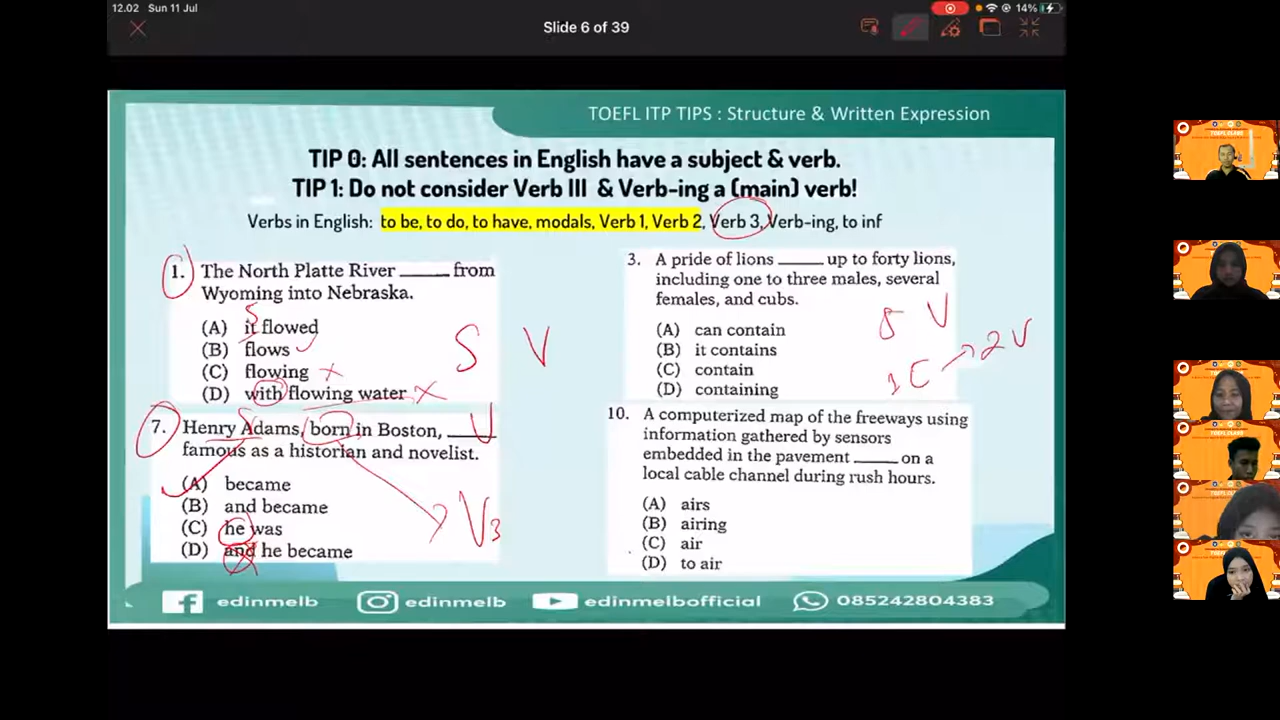 12.02 Sun 11 Jul
14%
Slide 6 of 39
TOEFL ITP TIPS : Structure & Written Expression
TIP 0: All sentences in English have a subject & verb.
TIP 1: Do not consider Verb III & Verb-ing a (main) verb!
Verbs in English: to be, to do, to have, modals, Verb 1, Verb 2, Verb 3, Verb-ing, to inf
1. The North Platte River _____ from
Wyoming into Nebraska.
S
(A) it flowed
(B) flows
(C) flowing
(D) with flowing water
S V
S V
7. Henry Adams, born in Boston, _____
famous as a historian and novelist.
(A) became
(B) and became
(C) he was
(D) and he became
V3
3. A pride of lions _____ up to forty lions,
including one to three males, several
females, and cubs.
(A) can contain
(B) it contains
(C) contain
(D) containing
S V
1 C → 2 V
10. A computerized map of the freeways using
information gathered by sensors
embedded in the pavement _____ on a
local cable channel during rush hours.
(A) airs
(B) airing
(C) air
(D) to air
edinmelb
edinmelb
edinmelbofficial
085242804383